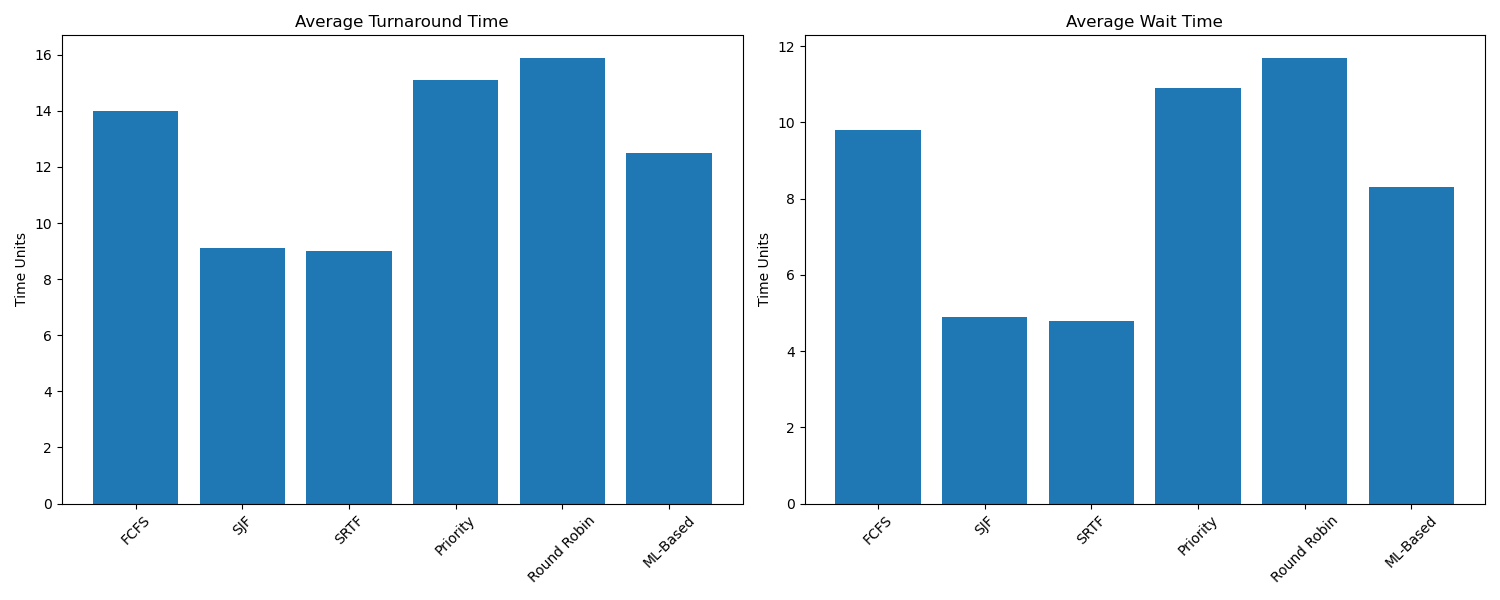 Average Turnaround Time
Time Units
16
14
12
10
8
6
4
2
0
FCFS
SJF
SRTF
Priority
Round Robin
ML-Based
Average Wait Time
Time Units
12
10
8
6
4
2
0
FCFS
SJF
SRTF
Priority
Round Robin
ML-Based